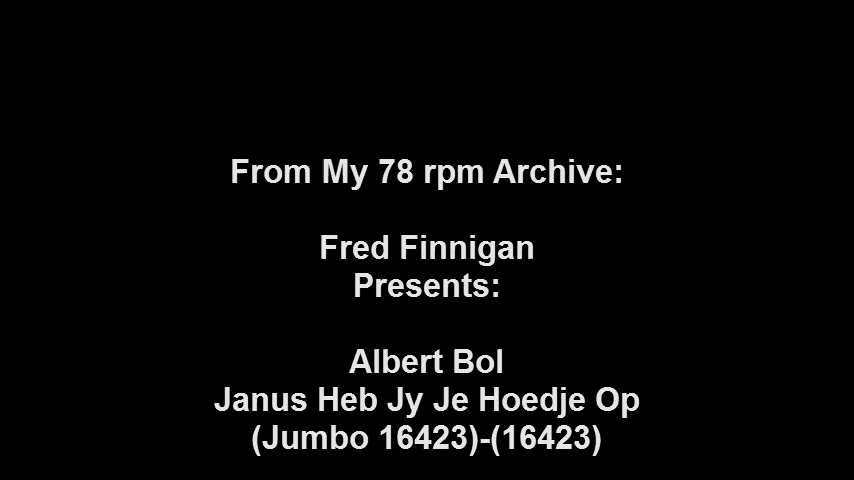 From My 78 rpm Archive:
Fred Finnigan
Presents:
Albert Bol
Janus Heb Jy Je Hoedje Op
(Jumbo 16423)-(16423)